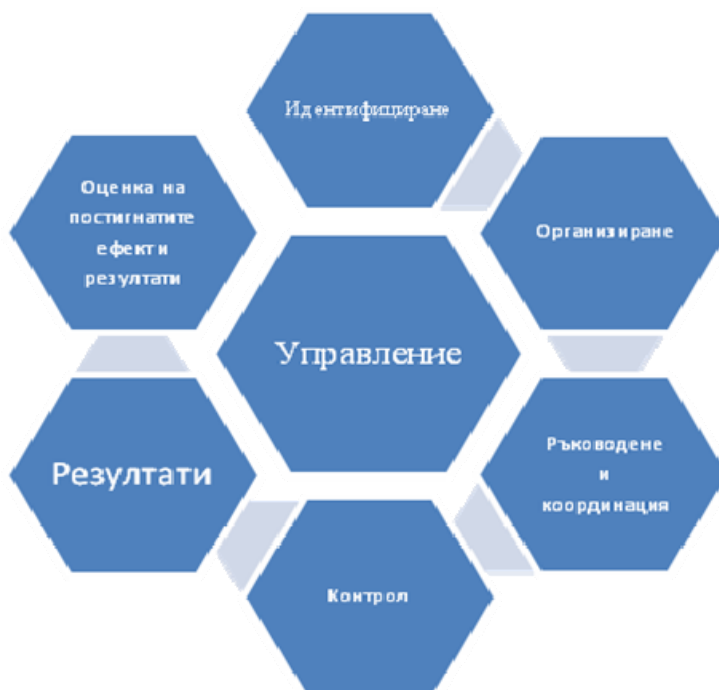 Идентифициране
Организиране
Ръководене
и
координация
Контрол
Резултати
Оценка на
постигнатите
ефекти
резултати
Управление